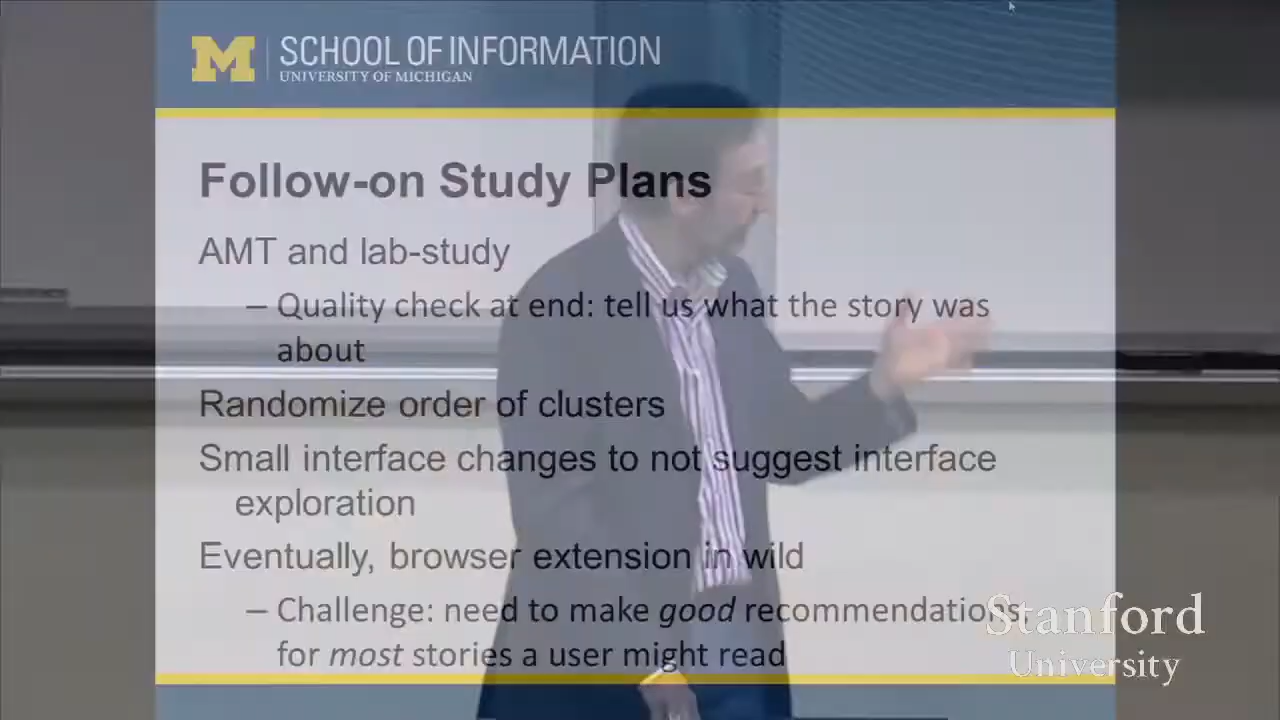 M
SCHOOL OF INFORMATION
UNIVERSITY OF MICHIGAN
Follow-on Study Plans
AMT and lab-study
– Quality check at end: tell us what the story was
about
Randomize order of clusters
Small interface changes to not suggest interface
exploration
Eventually, browser extension in wild
– Challenge: need to make good recommendations,
for most stories a user might read
Stanford
University